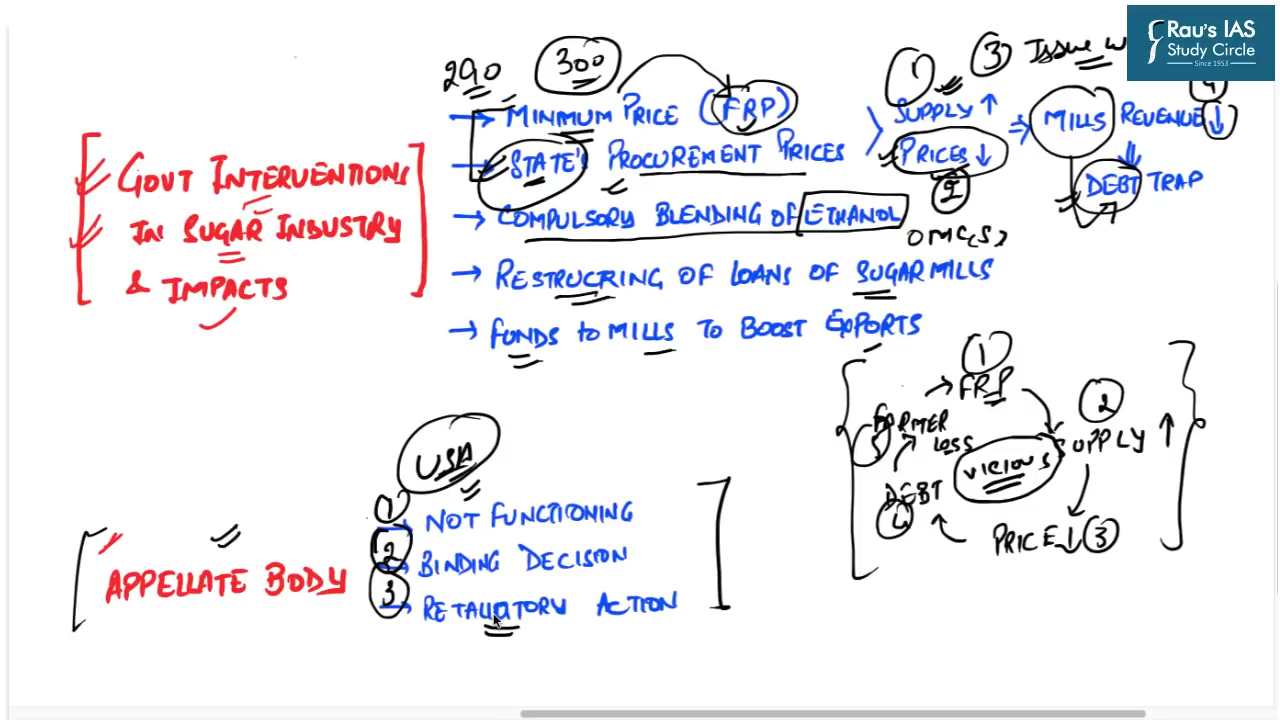 Rau's IAS
Study Circle
Since 1953
290 300
→ MINIMUM PRICE (FRP)
→ STATE'S PROCUREMENT PRICES
→ COMPULSORY BLENDING OF ETHANOL
→ RESTRUCRING OF LOANS OF SUGAR MILLS
→ FUNDS to MILLS TO BOOST EXPORTS
1 3 ISSUE
SUPPLY ↑ ⇒ MILLS REVENUE ↓
PRICES ↓
2
DEBT TRAP
OMC(S)
GOVT INTERVENTIONS
IN SUGAR INDUSTRY
& IMPACTS
1
→ FRP
2
SUPPLY ↑
PRICE ↓ 3
DEBT
4
FARMER
LOSS
5
VICIOUS
USA
APPELLATE BODY
1 → NOT FUNCTIONING
2 → BINDING DECISION
3 → RETALIATORY ACTION